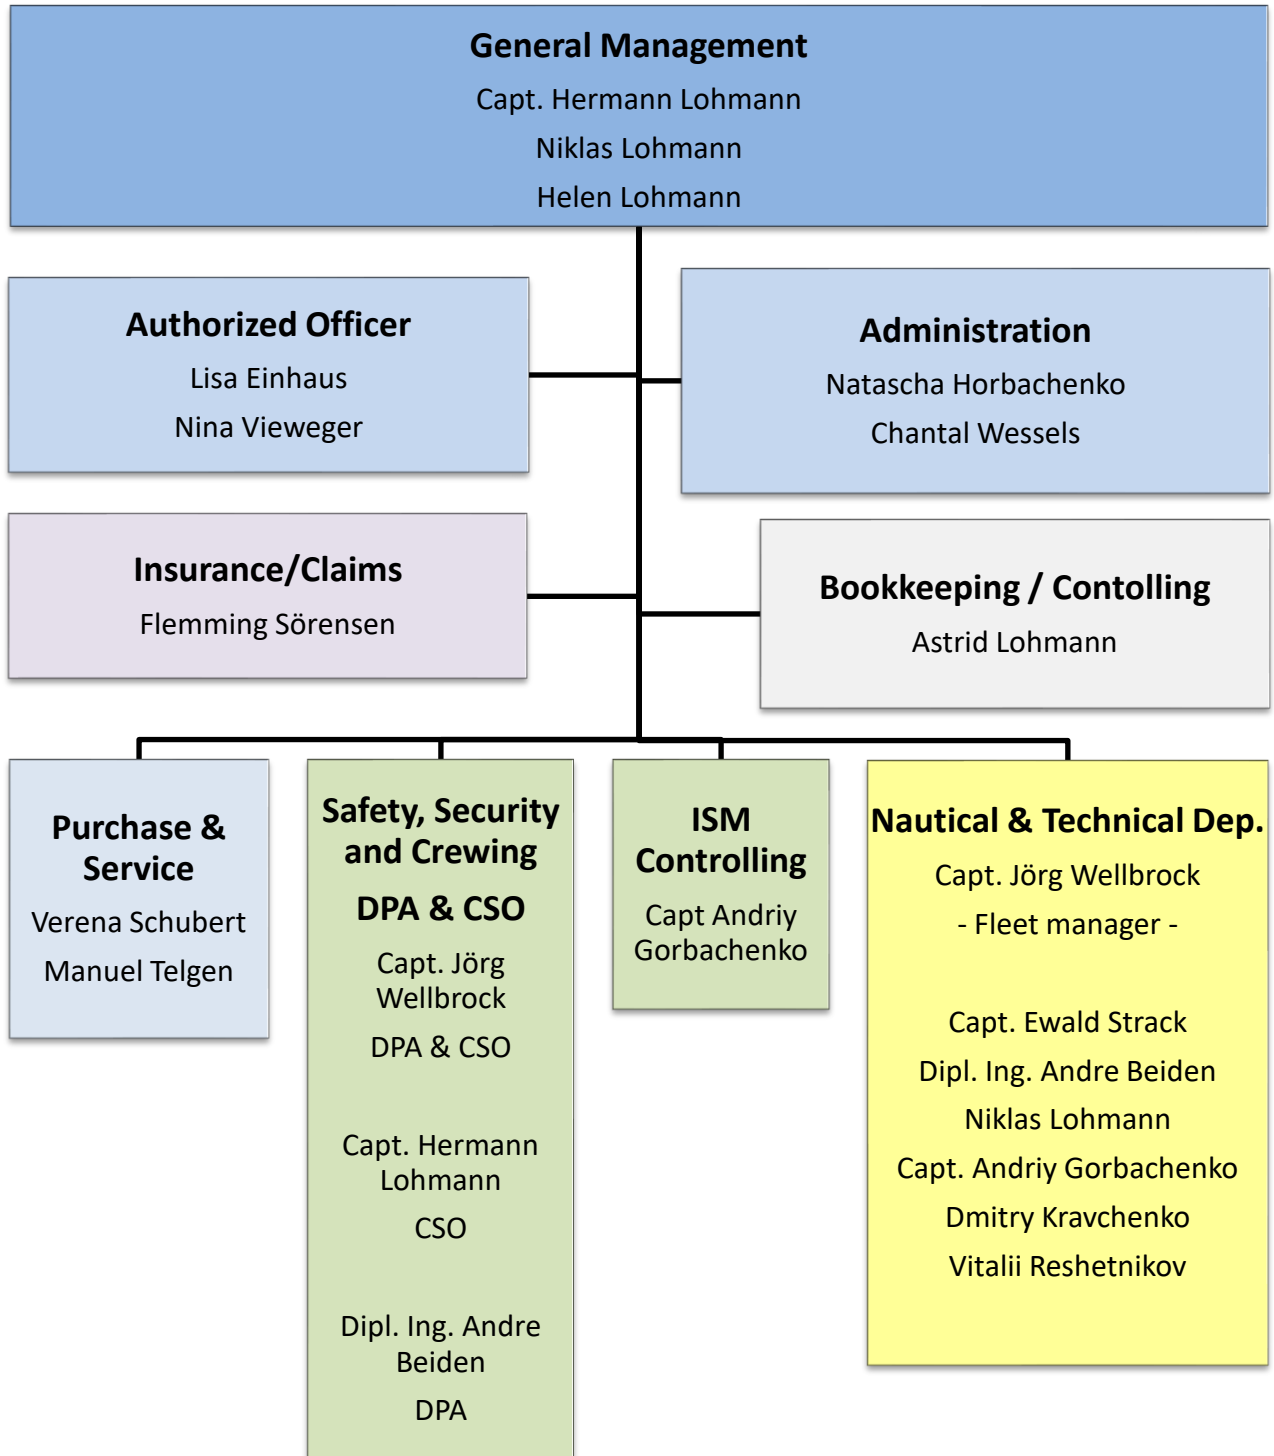 General Management
Capt. Hermann Lohmann
Niklas Lohmann
Helen Lohmann
Authorized Officer
Lisa Einhaus
Nina Vieweger
Administration
Natascha Horbachenko
Chantal Wessels
Insurance/Claims
Flemming Sörensen
Bookkeeping / Contolling
Astrid Lohmann
Purchase &
Service
Verena Schubert
Manuel Telgen
Safety, Security
and Crewing
DPA & CSO
Capt. Jörg
Wellbrock
DPA & CSO
Capt. Hermann
Lohmann
CSO
Dipl. Ing. Andre
Beiden
DPA
ISM
Controlling
Capt Andriy
Gorbachenko
Nautical & Technical Dep.
Capt. Jörg Wellbrock
- Fleet manager -
Capt. Ewald Strack
Dipl. Ing. Andre Beiden
Niklas Lohmann
Capt. Andriy Gorbachenko
Dmitry Kravchenko
Vitalii Reshetnikov